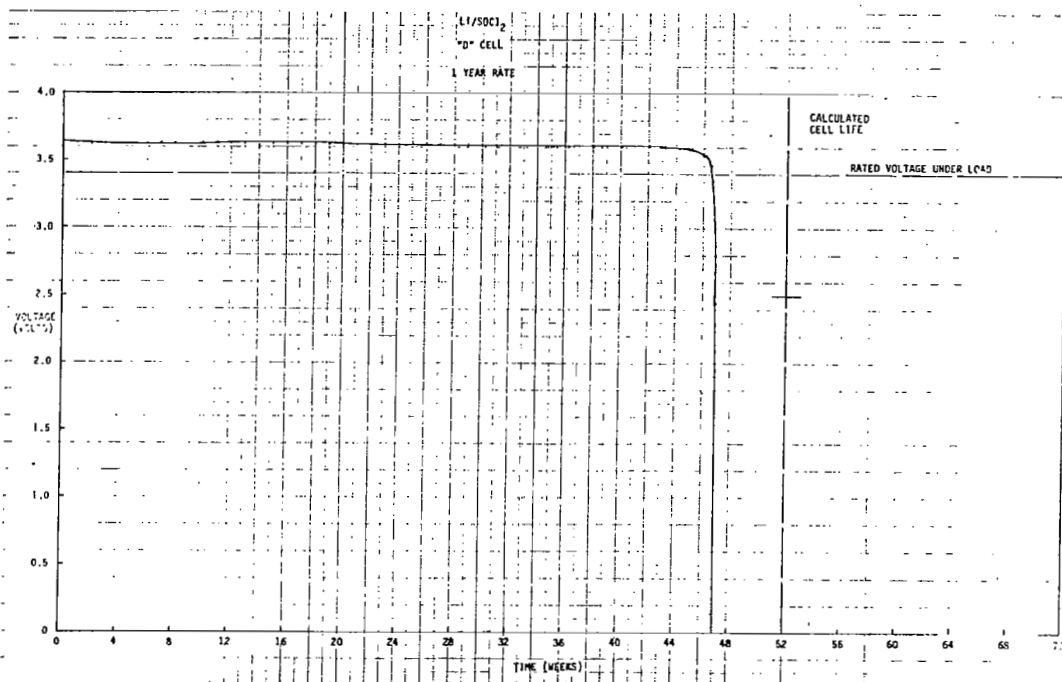 Li/SOCl2
"D" CELL
1 YEAR RATE
4.0
CALCULATED
CELL LIFE
3.5
RATED VOLTAGE UNDER LOAD
3.0
2.5
VOLTAGE
(VOLTS)
2.0
1.5
1.0
0.5
0
0 4 8 12 16 20 24 28 32 36 40 44 48 52 56 60 64 68
TIME (WEEKS)